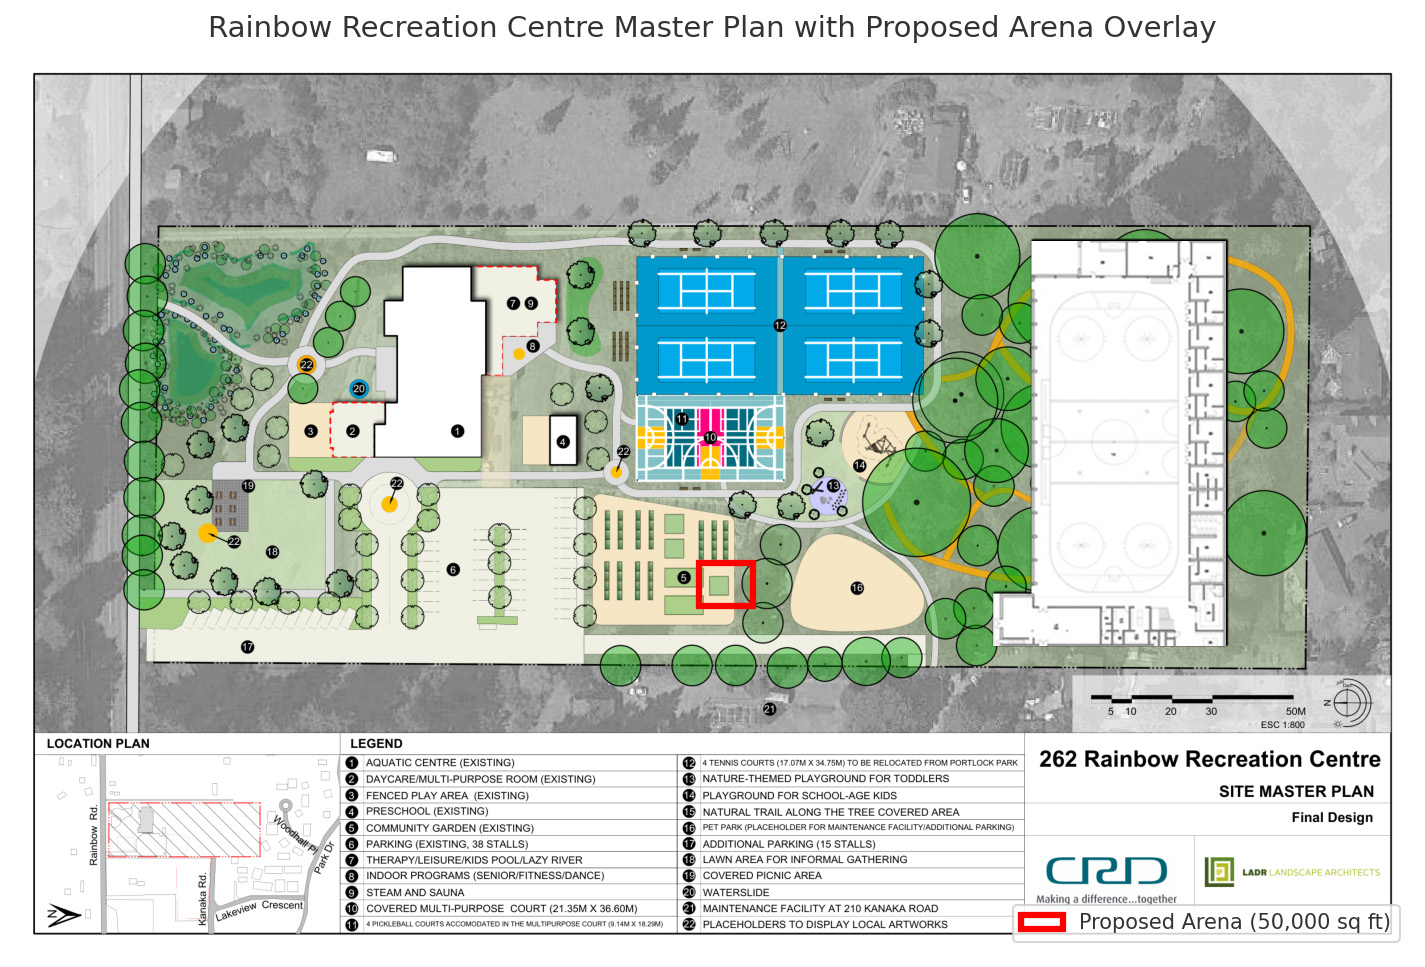 Rainbow Recreation Centre Master Plan with Proposed Arena Overlay
7 9
8
12
22
20
11
10
3
2
1
4
22
14
22
13
19
22
18
6
5
16
17
21
N
5 10 20 30 50M
ESC 1:800
LOCATION PLAN
Rainbow Rd.
Woodhall Pl
Park Dr
Kanaka Rd.
Lakeview Crescent
N
LEGEND
1 AQUATIC CENTRE (EXISTING)
2 DAYCARE/MULTI-PURPOSE ROOM (EXISTING)
3 FENCED PLAY AREA (EXISTING)
4 PRESCHOOL (EXISTING)
5 COMMUNITY GARDEN (EXISTING)
6 PARKING (EXISTING, 38 STALLS)
7 THERAPY/LEISURE/KIDS POOL/LAZY RIVER
8 INDOOR PROGRAMS (SENIOR/FITNESS/DANCE)
9 STEAM AND SAUNA
10 COVERED MULTI-PURPOSE COURT (21.35M X 36.60M)
11 4 PICKLEBALL COURTS ACCOMODATED IN THE MULTIPURPOSE COURT (9.14M X 18.29M)
12 4 TENNIS COURTS (17.07M X 34.75M) TO BE RELOCATED FROM PORTLOCK PARK
13 NATURE-THEMED PLAYGROUND FOR TODDLERS
14 PLAYGROUND FOR SCHOOL-AGE KIDS
15 NATURAL TRAIL ALONG THE TREE COVERED AREA
16 PET PARK (PLACEHOLDER FOR MAINTENANCE FACILITY/ADDITIONAL PARKING)
17 ADDITIONAL PARKING (15 STALLS)
18 LAWN AREA FOR INFORMAL GATHERING
19 COVERED PICNIC AREA
20 WATERSLIDE
21 MAINTENANCE FACILITY AT 210 KANAKA ROAD
22 PLACEHOLDERS TO DISPLAY LOCAL ARTWORKS
262 Rainbow Recreation Centre
SITE MASTER PLAN
Final Design
CRD
Making a difference...together
LADR LANDSCAPE ARCHITECTS
Proposed Arena (50,000 sq ft)